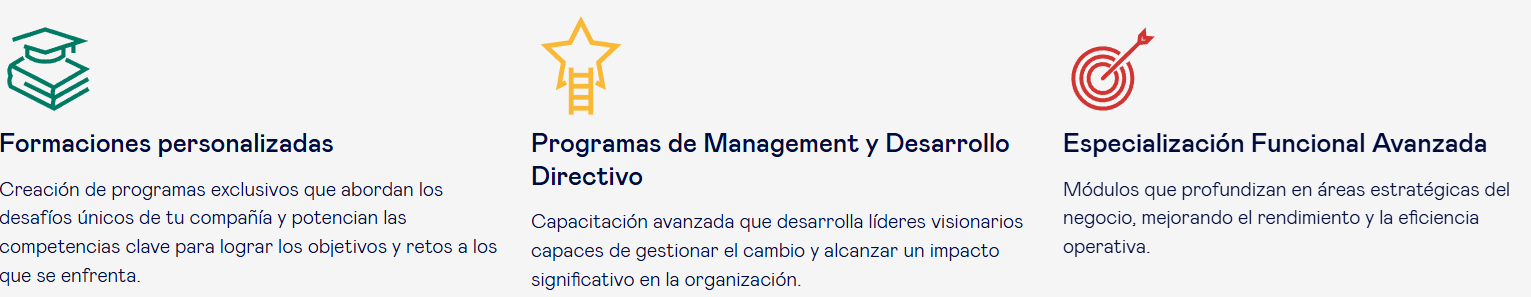 Formaciones personalizadas
Creación de programas exclusivos que abordan los
desafíos únicos de tu compañía y potencian las
competencias clave para lograr los objetivos y retos a los
que se enfrenta.
Programas de Management y Desarrollo
Directivo
Capacitación avanzada que desarrolla líderes visionarios
capaces de gestionar el cambio y alcanzar un impacto
significativo en la organización.
Especialización Funcional Avanzada
Módulos que profundizan en áreas estratégicas del
negocio, mejorando el rendimiento y la eficiencia
operativa.